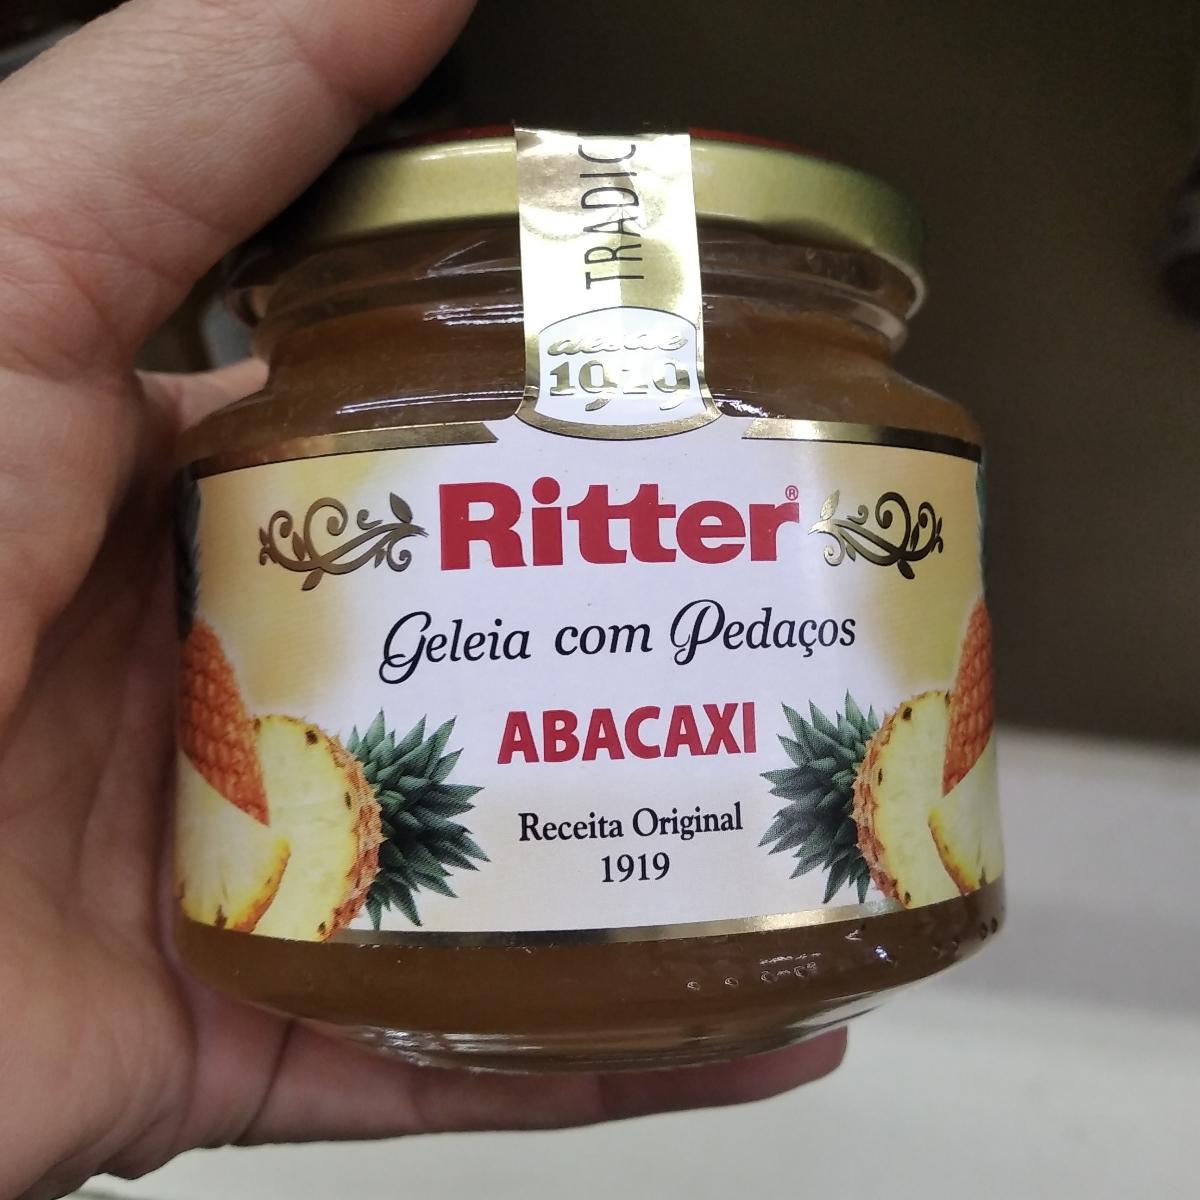 TRADIC
desde
1919
Ritter®
Geleia com Pedaços
ABACAXI
Receita Original
1919